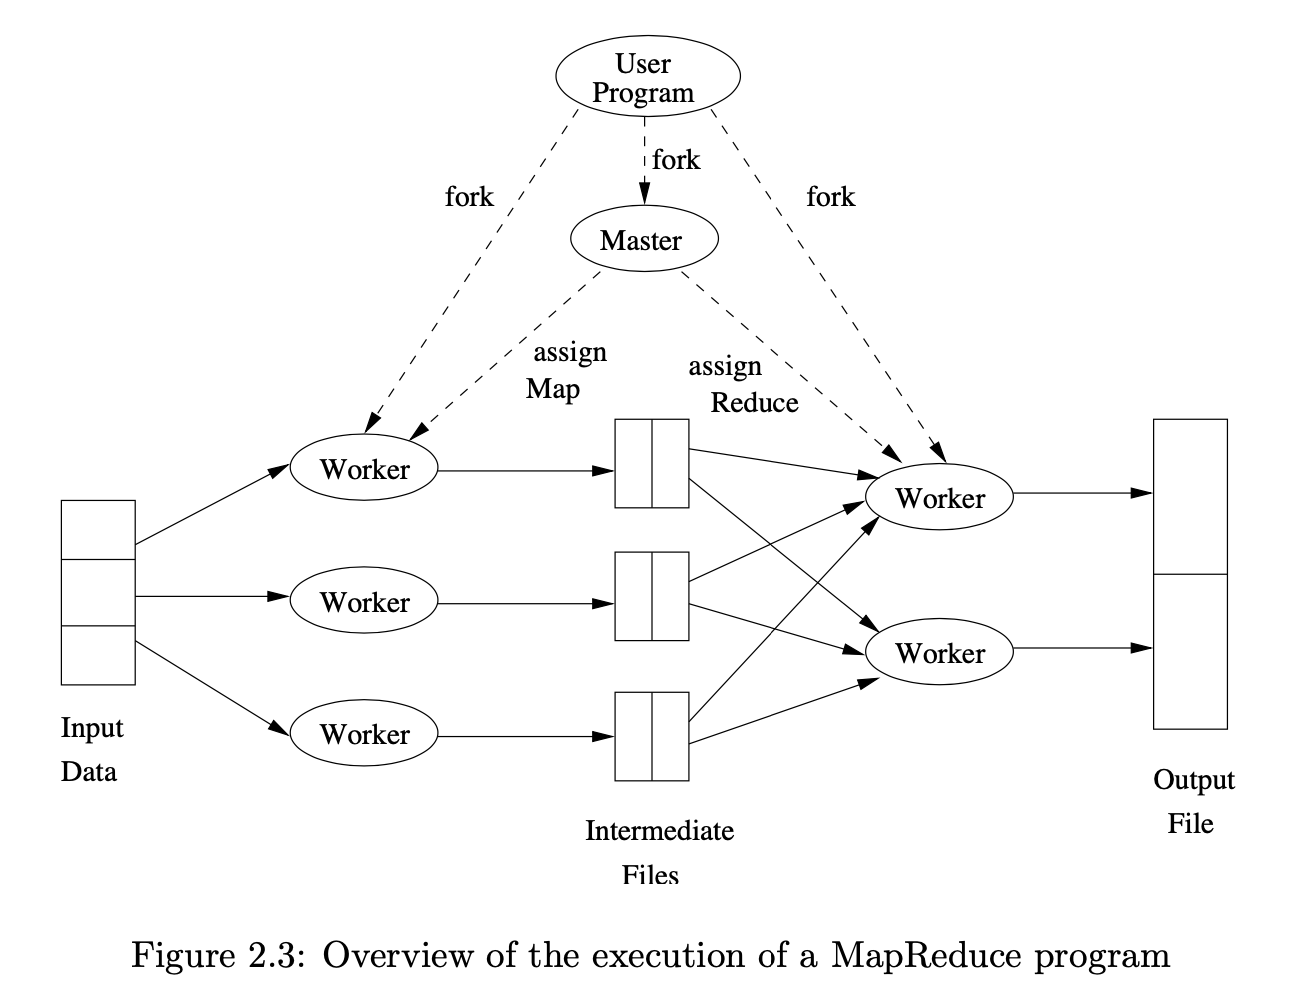 User
Program
fork
fork
fork
Master
assign
Map
assign
Reduce
Worker
Worker
Worker
Worker
Worker
Input
Data
Intermediate
Files
Output
File
Figure 2.3: Overview of the execution of a MapReduce program